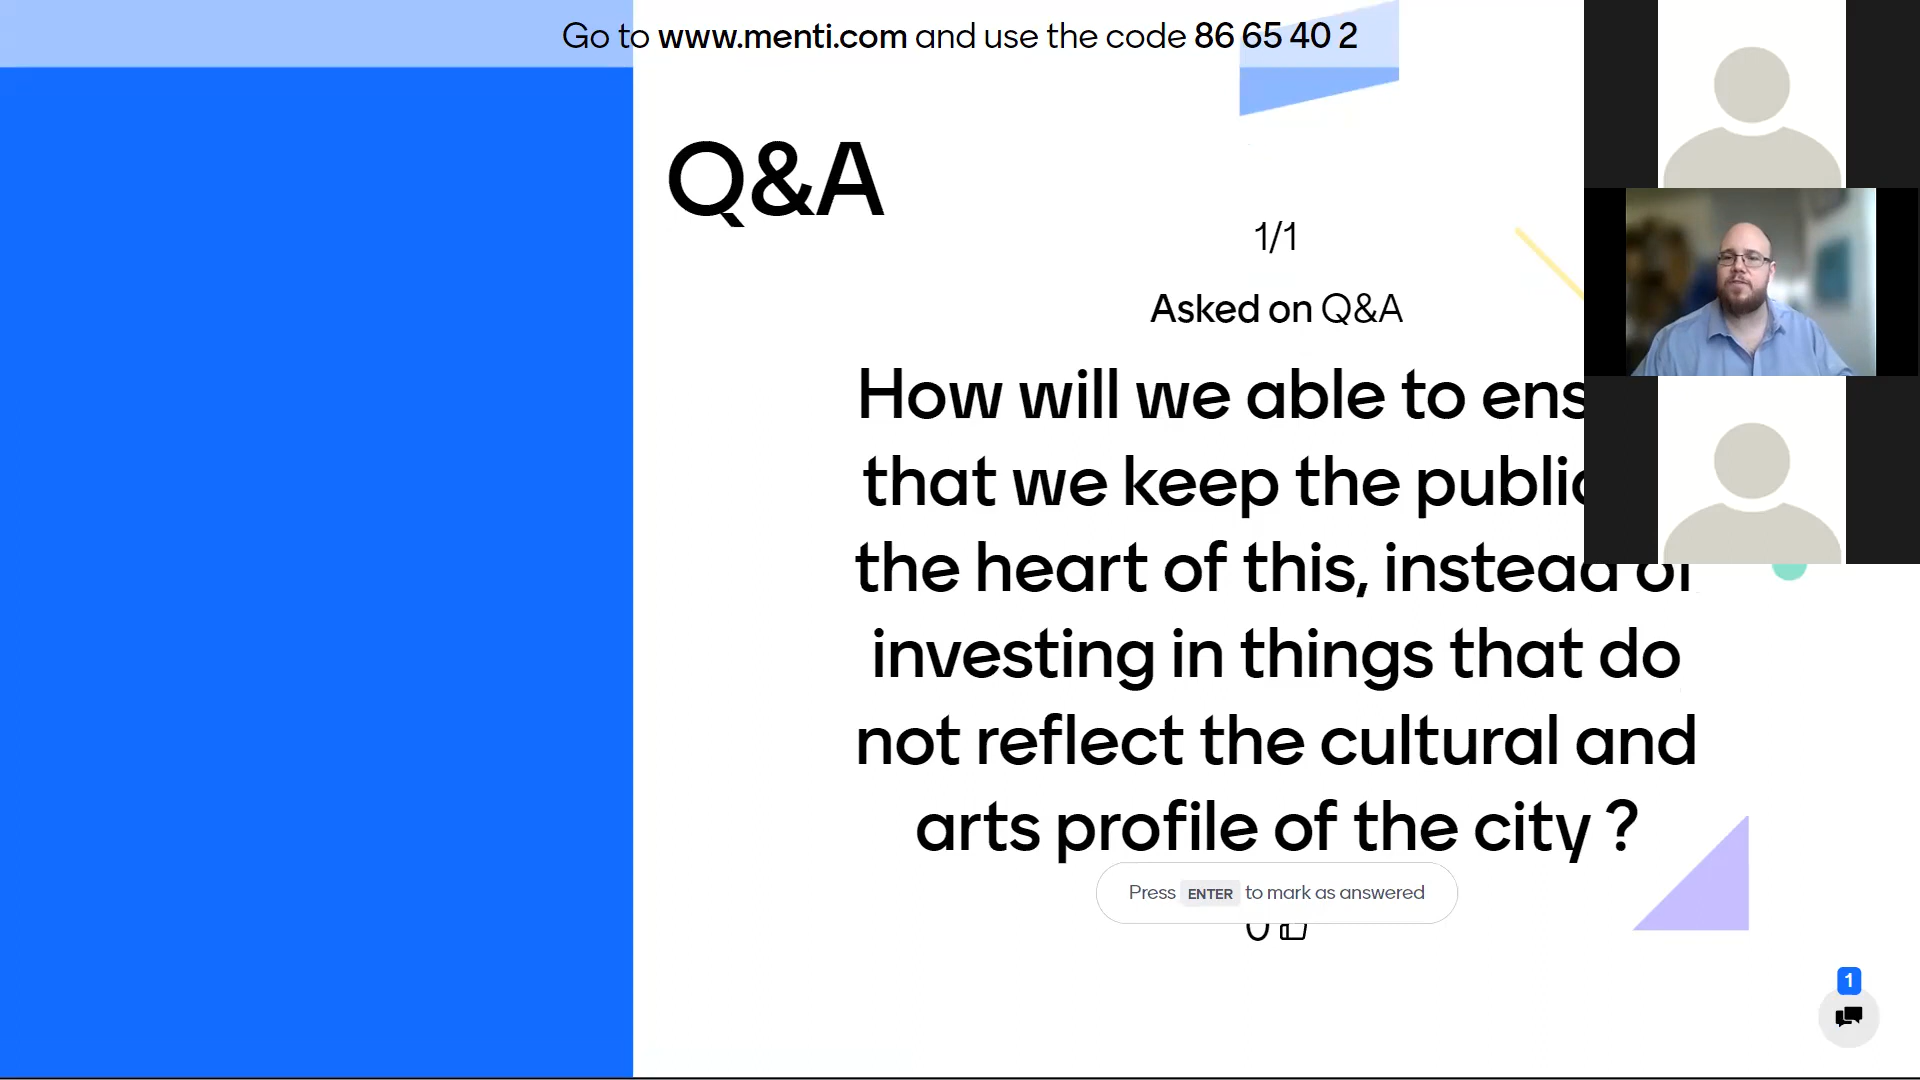 Go to www.menti.com and use the code 86 65 40 2
Q&A
1/1
Asked on Q&A
How will we able to
that we keep the
the heart of this, instead of
investing in things that do
not reflect the cultural and
arts profile of the city ?
Press ENTER to mark as answered
0
1